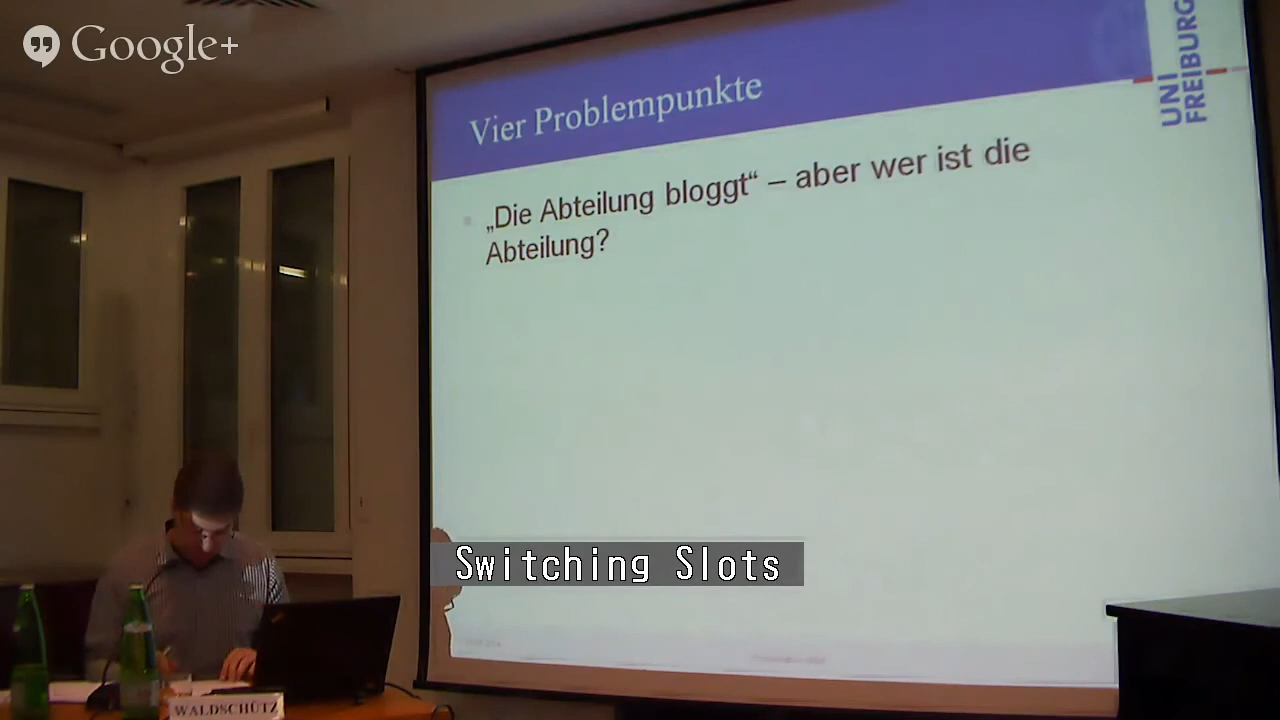 Google+
Vier Problempunkte
UNI
FREIBURG
„Die Abteilung bloggt“ – aber wer ist die
Abteilung?
Switching Slots
WALDSCHÜTZ